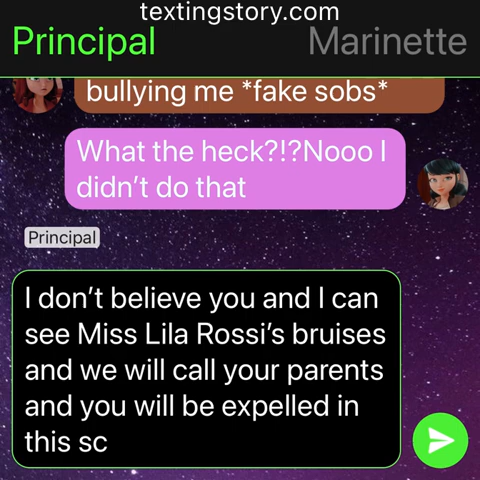 textingstory.com
Principal Marinette
bullying me *fake sobs*
What the heck?!?Nooo I
didn’t do that
Principal
I don’t believe you and I can
see Miss Lila Rossi’s bruises
and we will call your parents
and you will be expelled in
this sc